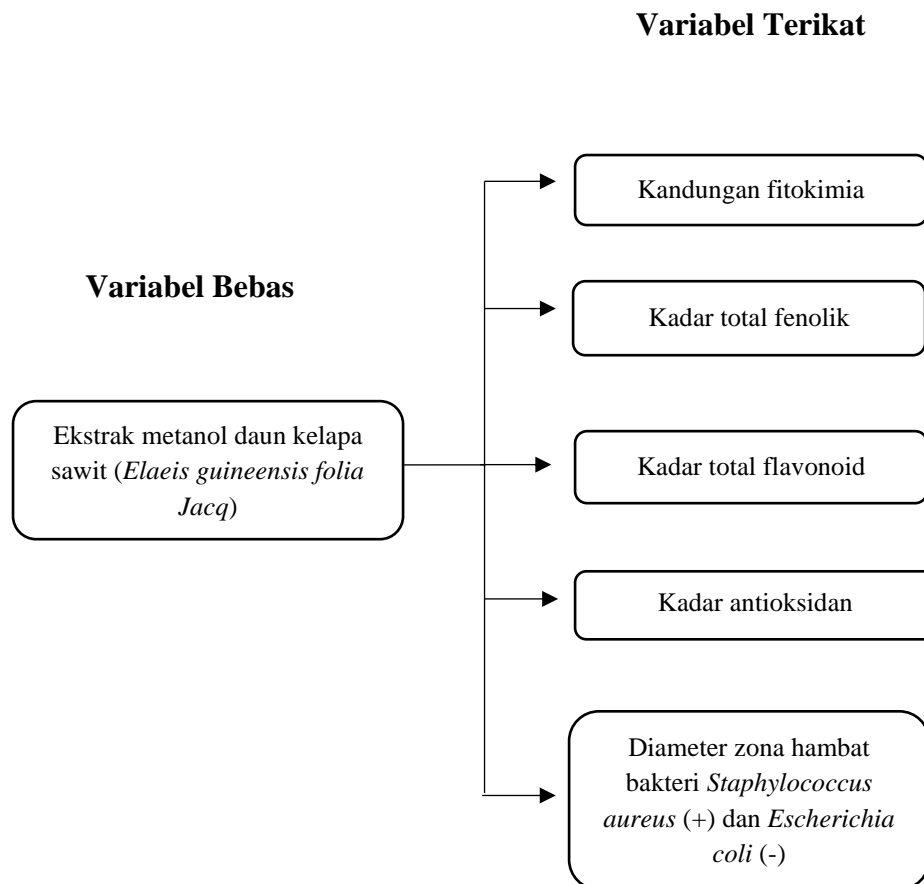 Variabel Terikat
Kandungan fitokimia
Variabel Bebas
Kadar total fenolik
Ekstrak metanol daun kelapa
sawit (Elaeis guineensis folia
Jacq)
Kadar total flavonoid
Kadar antioksidan
Diameter zona hambat
bakteri Staphylococcus
aureus (+) dan Escherichia
coli (-)